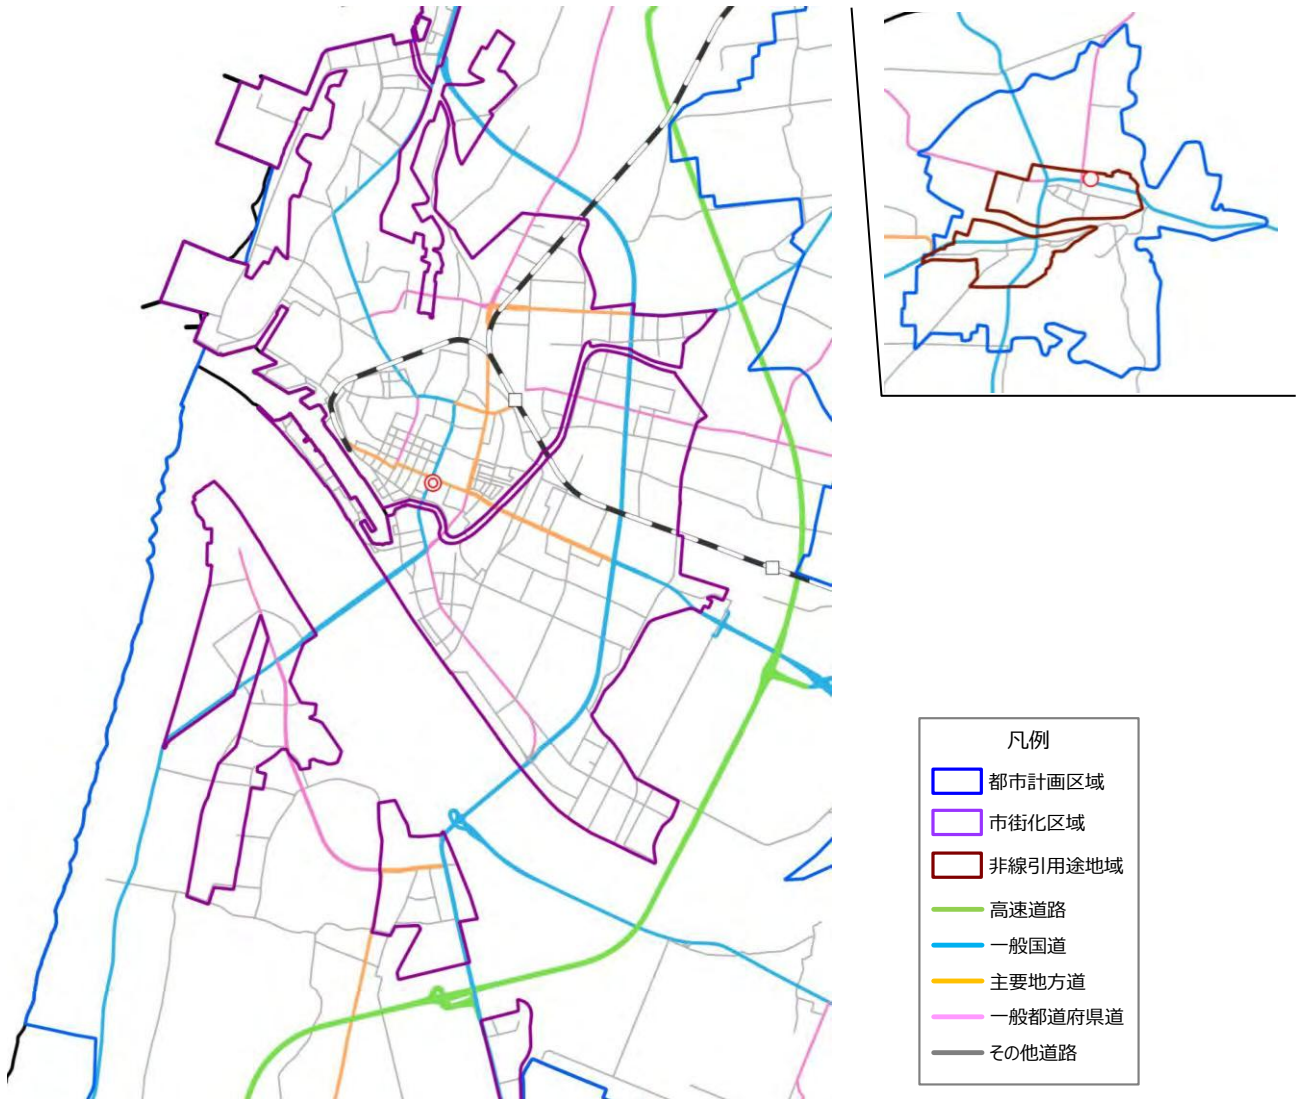 凡例
都市計画区域
市街化区域
非線引用途地域
高速道路
一般国道
主要地方道
一般都道府県道
その他道路